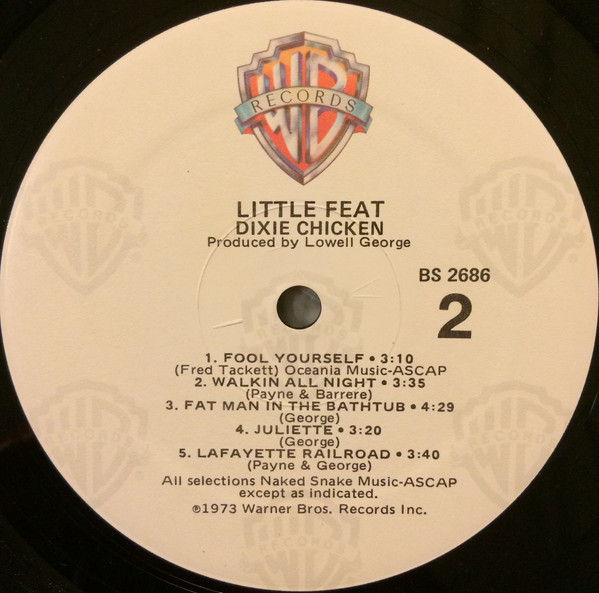 WB
RECORDS
LITTLE FEAT
DIXIE CHICKEN
Produced by Lowell George
BS 2686
2
1. FOOL YOURSELF • 3:10
(Fred Tackett) Oceania Music-ASCAP
2. WALKIN ALL NIGHT • 3:35
(Payne & Barrere)
3. FAT MAN IN THE BATHTUB • 4:29
(George)
4. JULIETTE • 3:20
(George)
5. LAFAYETTE RAILROAD • 3:40
(Payne & George)
All selections Naked Snake Music-ASCAP
except as indicated.
℗1973 Warner Bros. Records Inc.